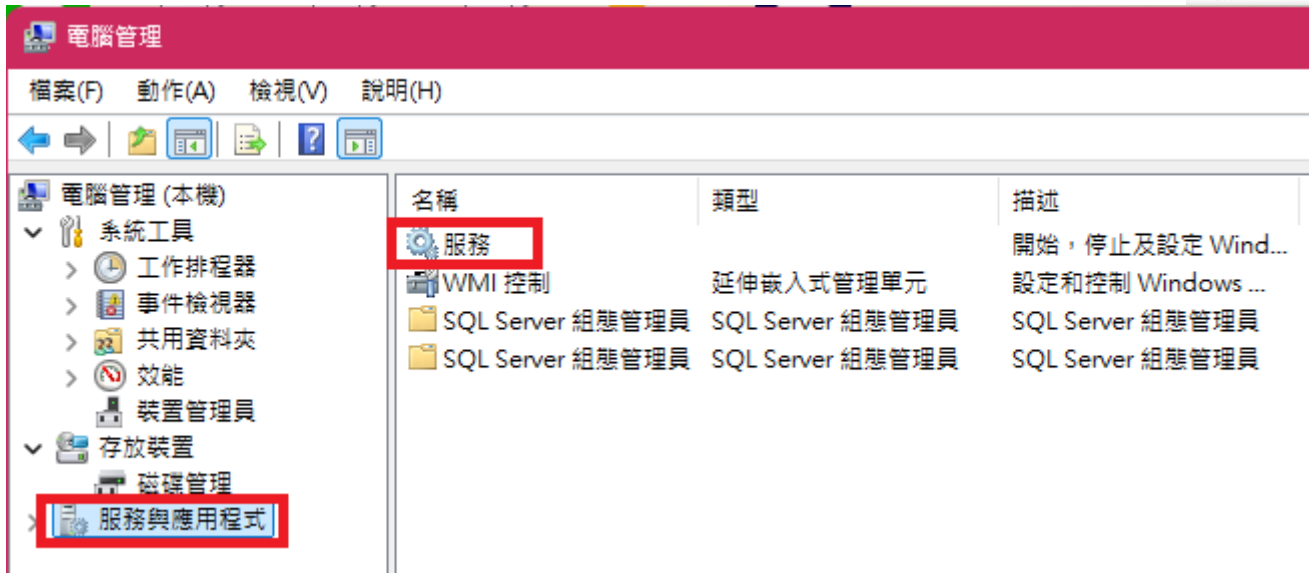 電腦管理
檔案(F) 動作(A) 檢視(V) 說明(H)
電腦管理 (本機)
系統工具
工作排程器
事件檢視器
共用資料夾
效能
裝置管理員
存放裝置
磁碟管理
服務與應用程式
名稱 類型 描述
服務 開始，停止及設定 Wind...
WMI 控制 延伸嵌入式管理單元 設定和控制 Windows ...
SQL Server 組態管理員 SQL Server 組態管理員 SQL Server 組態管理員
SQL Server 組態管理員 SQL Server 組態管理員 SQL Server 組態管理員